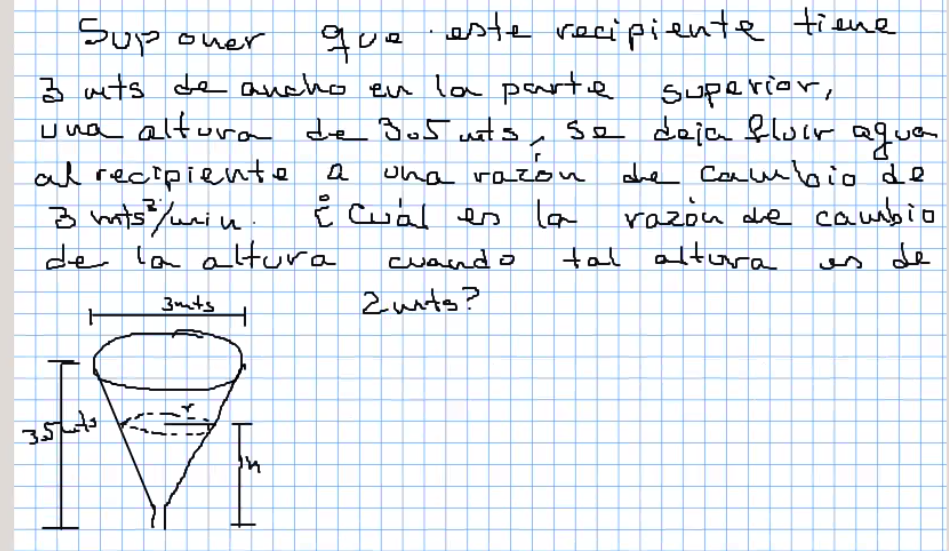 Suponer que este recipiente tiene
3 mts de ancho en la parte superior,
una altura de 3.5 mts, se deja fluir agua
al recipiente a una razón de cambio de
3 mts³/min. ¿Cuál es la razón de cambio
de la altura cuando tal altura es de
2 mts?
3mts
r
3.5 mts
h